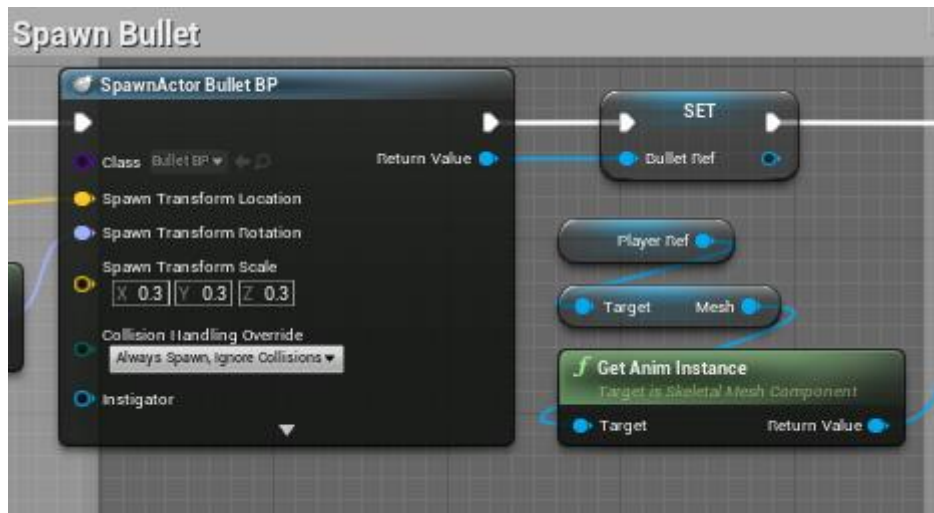 Spawn Bullet
SpawnActor Bullet BP
Class Bullet BP
Return Value
Spawn Transform Location
Spawn Transform Rotation
Spawn Transform Scale
X 0.3 Y 0.3 Z 0.3
Collision Handling Override
Always Spawn, Ignore Collisions
Instigator
SET
Bullet Ref
Player Ref
Target Mesh
f Get Anim Instance
Target is Skeletal Mesh Component
Target Return Value